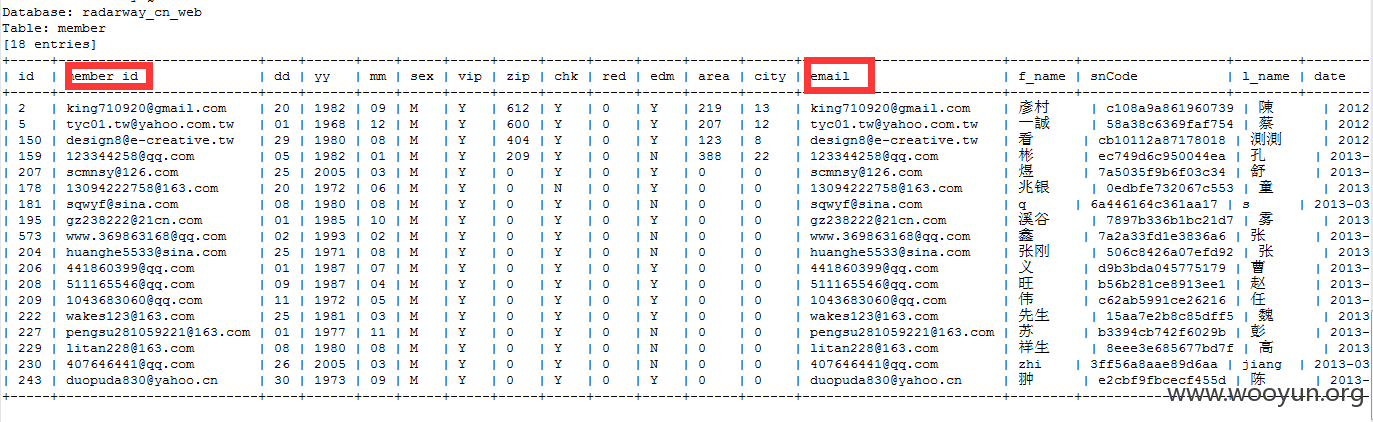 Database: radarway_cn_web
Table: member
[18 entries]
| id | member_id | dd | yy | mm | sex | vip | zip | chk | red | edm | area | city | email | f_name | snCode | l_name | date
| 2 | king710920@gmail.com | 20 | 1982 | 09 | M | Y | 612 | Y | 0 | Y | 219 | 13 | king710920@gmail.com | 彥村 | c108a9a861960739 | 陳 | 2012
| 5 | tyc01.tw@yahoo.com.tw | 01 | 1968 | 12 | M | Y | 600 | Y | 0 | Y | 207 | 12 | tyc01.tw@yahoo.com.tw | 一誠 | 58a38c6369faf754 | 蔡 | 2012
| 150 | design8@e-creative.tw | 29 | 1980 | 08 | M | Y | 404 | Y | 0 | Y | 123 | 8 | design8@e-creative.tw | 看 | cb10112a87178018 | 測測 | 2013-
| 159 | 123344258@qq.com | 05 | 1982 | 01 | M | Y | 209 | Y | 0 | N | 388 | 22 | 123344258@qq.com | 彬 | ec749d6c950044ea | 孔 | 2013-
| 207 | scmnsy@126.com | 25 | 2005 | 03 | M | Y | 0 | Y | 0 | Y | 0 | 0 | scmnsy@126.com | 煜 | 7a5035f9b6f03c34 | 舒 | 2013-
| 178 | 13094222758@163.com | 20 | 1972 | 06 | M | Y | 0 | N | 0 | Y | 0 | 0 | 13094222758@163.com | 兆银 | 0edbfe732067c553 | 童 | 2013
| 181 | sqwyf@sina.com | 08 | 1980 | 08 | M | Y | 0 | Y | 0 | N | 0 | 0 | sqwyf@sina.com | q | 6a446164c361aa17 | s | 2013-03
| 195 | gz238222@21cn.com | 01 | 1985 | 10 | M | Y | 0 | Y | 0 | Y | 0 | 0 | gz238222@21cn.com | 溪谷 | 7897b336b1bc21d7 | 雾 | 2013
| 573 | www.369863168@qq.com | 02 | 1993 | 02 | M | Y | 0 | Y | 0 | N | 0 | 0 | www.369863168@qq.com | 鑫 | 7a2a33fd1e3836a6 | 张 | 2013-
| 204 | huanghe5533@sina.com | 25 | 1971 | 08 | M | Y | 0 | Y | 0 | N | 0 | 0 | huanghe5533@sina.com | 张刚 | 506c8426a07efd92 | 张 | 2013
| 206 | 441860399@qq.com | 01 | 1987 | 07 | M | Y | 0 | Y | 0 | Y | 0 | 0 | 441860399@qq.com | 义 | d9b3bda045775179 | 曹 | 2013-
| 208 | 511165546@qq.com | 09 | 1987 | 04 | M | Y | 0 | Y | 0 | Y | 0 | 0 | 511165546@qq.com | 旺 | b56b281ce8913ee1 | 赵 | 2013-
| 209 | 1043683060@qq.com | 11 | 1972 | 05 | M | Y | 0 | Y | 0 | Y | 0 | 0 | 1043683060@qq.com | 伟 | c62ab5991ce26216 | 任 | 2013-
| 222 | wakes123@163.com | 25 | 1981 | 03 | M | Y | 0 | Y | 0 | Y | 0 | 0 | wakes123@163.com | 先生 | 15aa7e2b8c85dff5 | 魏 | 2013
| 227 | pengsu281059221@163.com | 01 | 1977 | 11 | M | Y | 0 | Y | 0 | N | 0 | 0 | pengsu281059221@163.com | 苏 | b3394cb742f6029b | 彭 | 2013-
| 229 | litan228@163.com | 08 | 1980 | 08 | M | Y | 0 | Y | 0 | N | 0 | 0 | litan228@163.com | 祥生 | 8eee3e685677bd7f | 高 | 2013
| 230 | 407646441@qq.com | 26 | 2005 | 03 | M | Y | 0 | Y | 0 | N | 0 | 0 | 407646441@qq.com | zhi | 3ff56a8aae89d6aa | jiang | 2013-03
| 243 | duopuda830@yahoo.cn | 30 | 1973 | 09 | M | Y | 0 | Y | 0 | Y | 0 | 0 | duopuda830@yahoo.cn | 翀 | e2cbf9fbcecf455d | 陈 | 2013-
www.wooyun.org